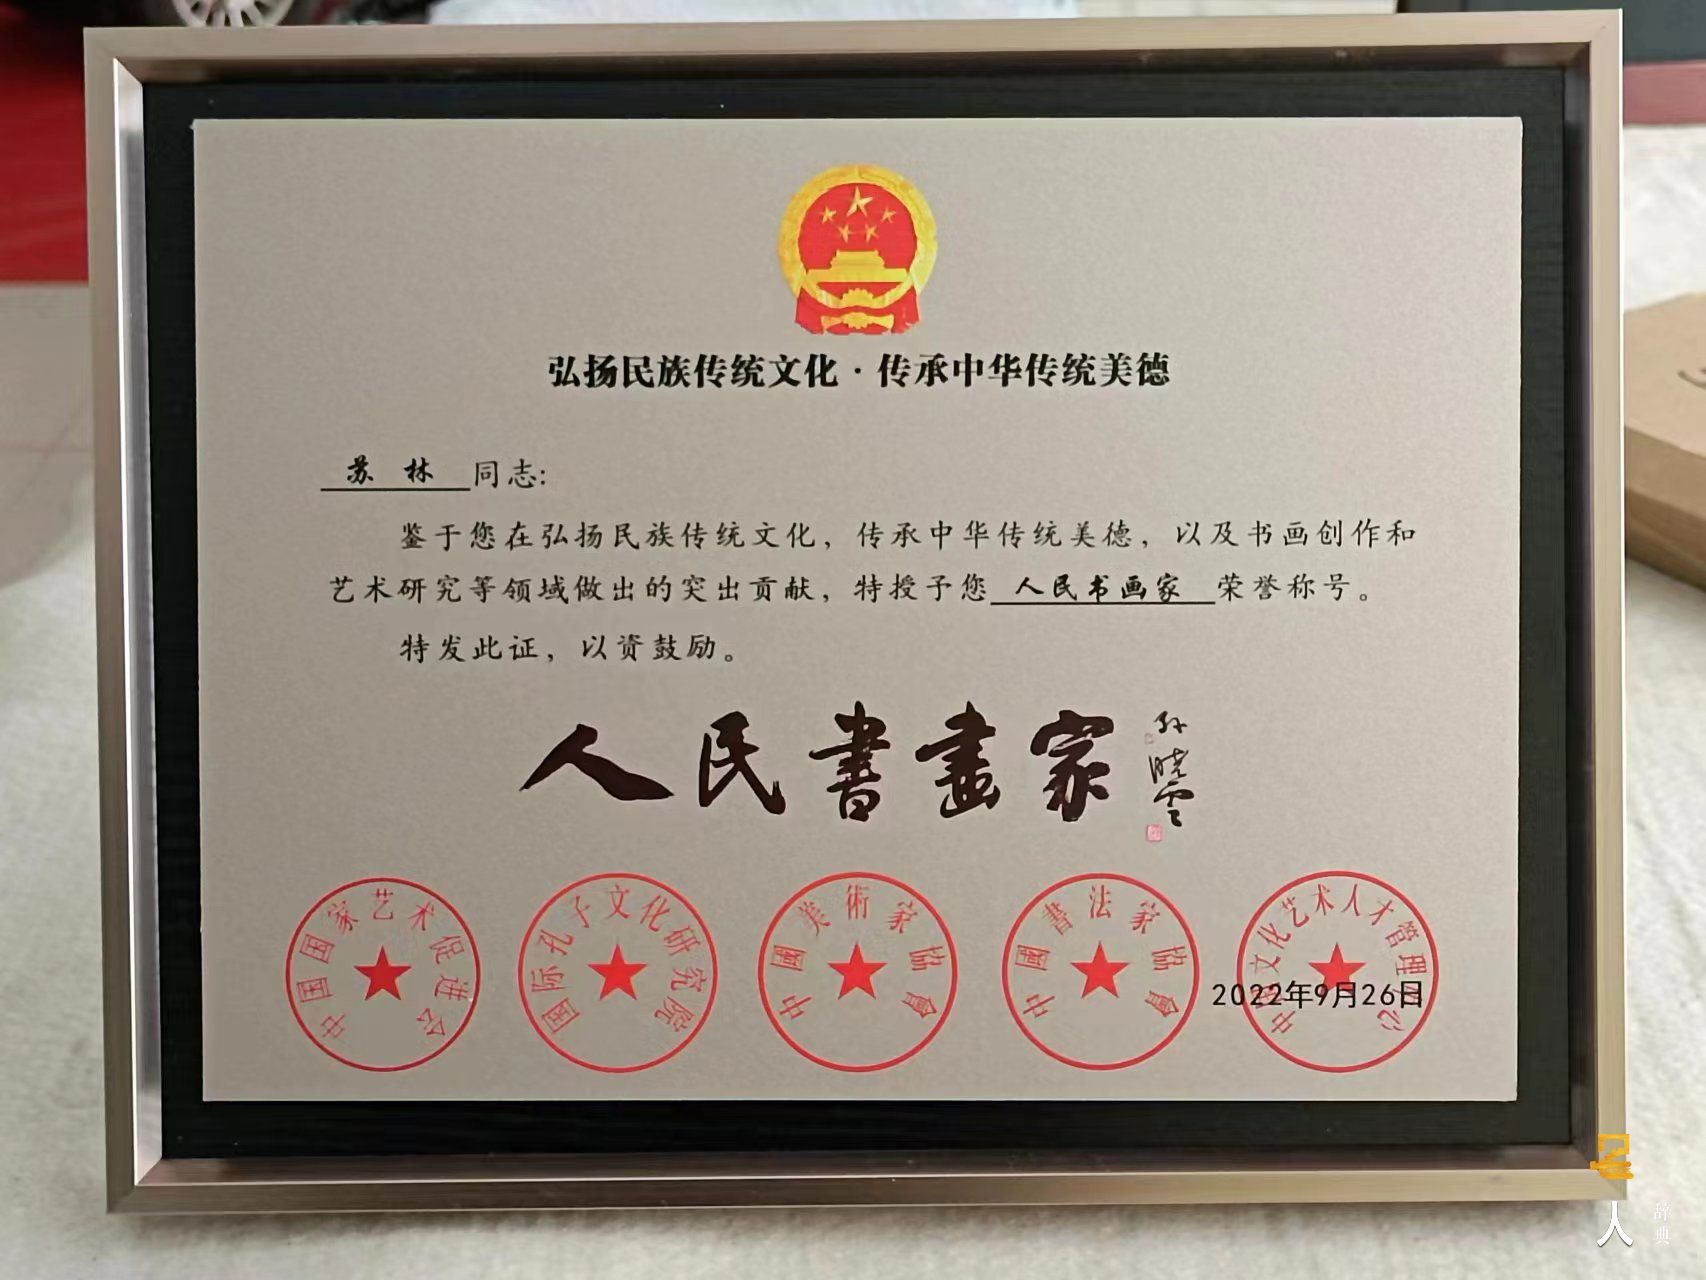 弘扬民族传统文化·传承中华传统美德
苏 林 同志:
鉴于您在弘扬民族传统文化，传承中华传统美德，以及书画创作和
艺术研究等领域做出的突出贡献，特授予您 人民书画家 荣誉称号。
特发此证，以资鼓励。
人民書畫家
孙晓云
中国国家艺术促进会
国际孔子文化研究院
中國美術家協會
中國書法家協會
文化艺术人才管理
2022年9月26日
人
辞典